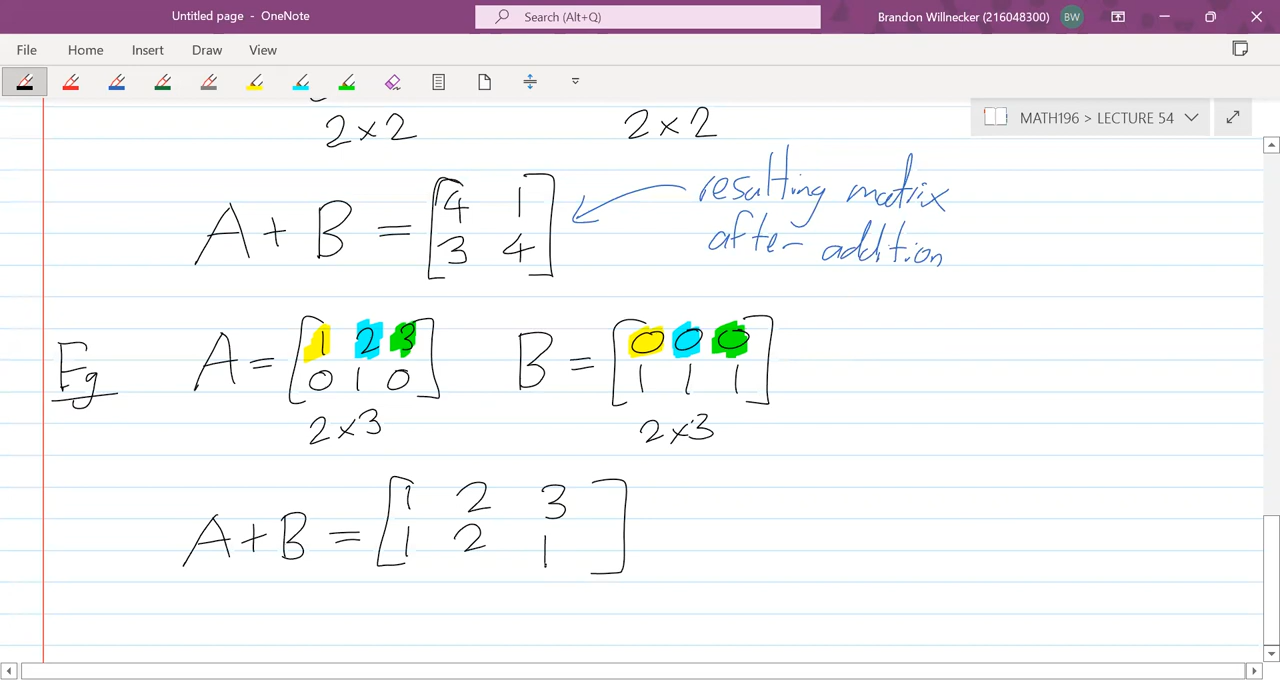 Untitled page - OneNote
Search (Alt+Q)
Brandon Willnecker (216048300) BW
File Home Insert Draw View
MATH196 > LECTURE 54
2 x 2 2 x 2
A + B = [ 4 1
3 4 ]
resulting matrix
after addition
Eg A = [ 1 2 3 B = [ 0 0 0
0 1 0 ] 1 1 1 ]
2 x 3 2 x 3
A + B = [ 1 2 3
1 2 1 ]